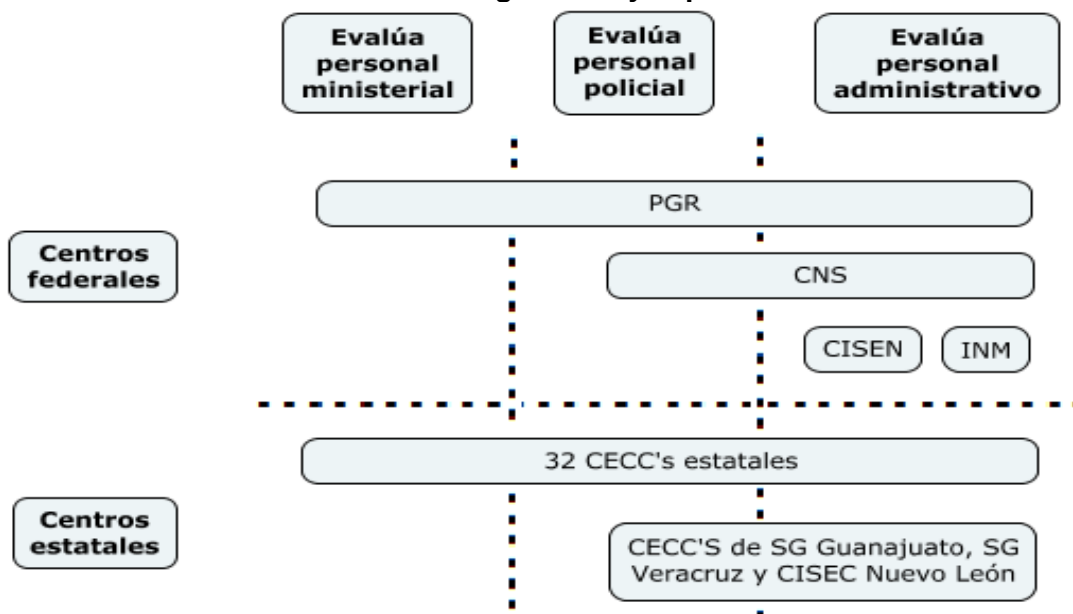 Evalúa
personal
ministerial
Evalúa
personal
policial
Evalúa
personal
administrativo
PGR
Centros
federales
CNS
CISEN
INM
32 CECC's estatales
Centros
estatales
CECC'S de SG Guanajuato, SG
Veracruz y CISEC Nuevo León